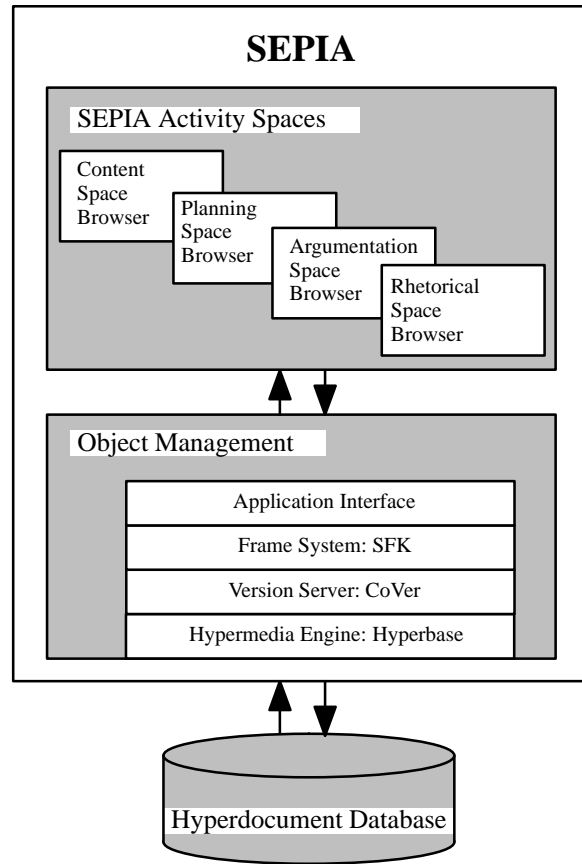 SEPIA
SEPIA Activity Spaces
Content
Space
Browser
Planning
Space
Browser
Argumentation
Space
Browser
Rhetorical
Space
Browser
Object Management
Application Interface
Frame System: SFK
Version Server: CoVer
Hypermedia Engine: Hyperbase
Hyperdocument Database